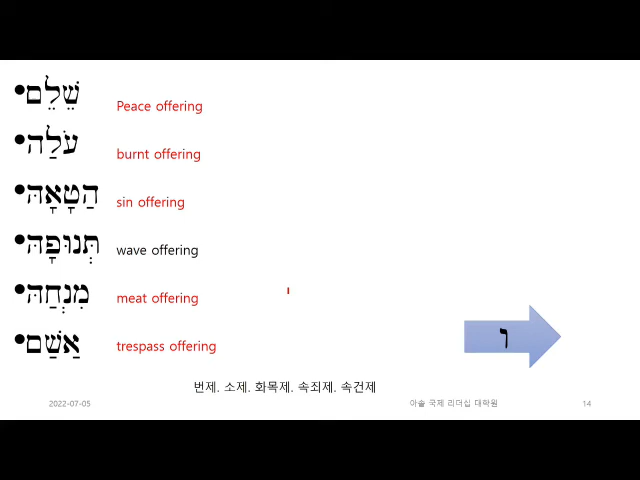 •שֵׁלֵם Peace offering
•עֹלַה burnt offering
•הַטָּאָהּ sin offering
•תְּנוּפָהּ wave offering
•מִנְחַהּ meat offering
•אַשַׁם trespass offering
ו
번제. 소제. 화목제. 속죄제. 속건제
2022-07-05 아솔 국제 리더십 대학원 14